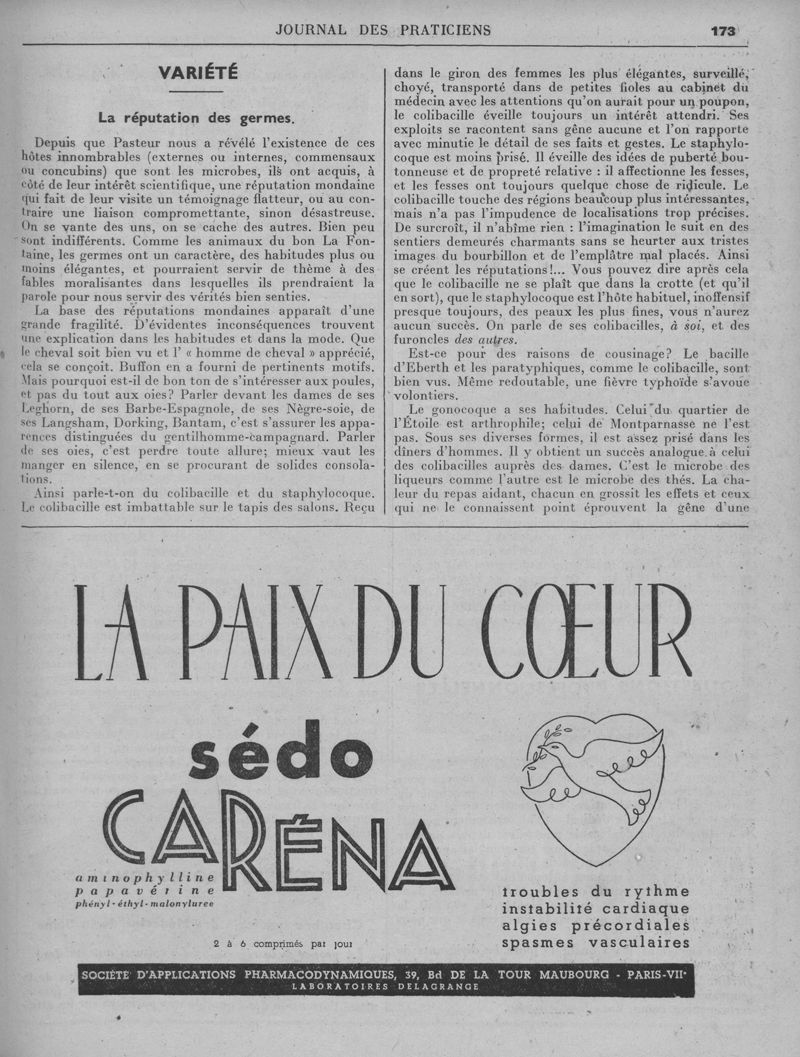 JOURNAL DES PRATICIENS
173
VARIÉTÉ
La réputation des germes.
Depuis que Pasteur nous a révélé l'existence de ces
hôtes innombrables (externes ou internes, commensaux
ou concubins) que sont les microbes, ils ont acquis, à
côté de leur intérêt scientifique, une réputation mondaine
qui fait de leur visite un témoignage flatteur, ou au con-
traire une liaison compromettante, sinon désastreuse.
On se vante des uns, on se cache des autres. Bien peu
sont indifférents. Comme les animaux du bon La Fon-
taine, les germes ont un caractère, des habitudes plus ou
moins élégantes, et pourraient servir de thème à des
fables moralisantes dans lesquelles ils prendraient la
parole pour nous servir des vérités bien senties.
La base des réputations mondaines apparaît d'une
grande fragilité. D'évidentes inconséquences trouvent
une explication dans les habitudes et dans la mode. Que
le cheval soit bien vu et l' « homme de cheval » apprécié,
cela se conçoit. Buffon en a fourni de pertinents motifs.
Mais pourquoi est-il de bon ton de s'intéresser aux poules,
et pas du tout aux oies? Parler devant les dames de ses
Leghorn, de ses Barbe-Espagnole, de ses Nègre-soie, de
ses Langsham, Dorking, Bantam, c'est s'assurer les appa-
rences distinguées du gentilhomme-campagnard. Parler
de ses oies, c'est perdre toute allure; mieux vaut les
manger en silence, en se procurant de solides consola-
tions.
Ainsi parle-t-on du colibacille et du staphylocoque.
Le colibacille est imbattable sur le tapis des salons. Reçu
dans le giron des femmes les plus élégantes, surveillé,
choyé, transporté dans de petites fioles au cabinet du
médecin avec les attentions qu'on aurait pour un poupon,
le colibacille éveille toujours un intérêt attendri. Ses
exploits se racontent sans gêne aucune et l'on rapporte
avec minutie le détail de ses faits et gestes. Le staphylo-
coque est moins prisé. Il éveille des idées de puberté bou-
tonneuse et de propreté relative : il affectionne les fesses,
et les fesses ont toujours quelque chose de ridicule. Le
colibacille touche des régions beaucoup plus intéressantes,
mais n'a pas l'impudence de localisations trop précises.
De surcroît, il n'abîme rien : l'imagination le suit en des
sentiers demeurés charmants sans se heurter aux tristes
images du bourbillon et de l'emplâtre mal placés. Ainsi
se créent les réputations!... Vous pouvez dire après cela
que le colibacille ne se plaît que dans la crotte (et qu'il
en sort), que le staphylocoque est l'hôte habituel, inoffensif
presque toujours, des peaux les plus fines, vous n'aurez
aucun succès. On parle de ses colibacilles, à soi, et des
furoncles des autres.
Est-ce pour des raisons de cousinage? Le bacille
d'Eberth et les paratyphiques, comme le colibacille, sont
bien vus. Même redoutable, une fièvre typhoïde s'avoue
volontiers.
Le gonocoque a ses habitudes. Celui du quartier de
l'Étoile est arthrophile; celui de Montparnasse ne l'est
pas. Sous ses diverses formes, il est assez prisé dans les
dîners d'hommes. Il y obtient un succès analogue à celui
des colibacilles auprès des dames. C'est le microbe des
liqueurs comme l'autre est le microbe des thés. La cha-
leur du repas aidant, chacun en grossit les effets et ceux
qui ne le connaissent point éprouvent la gêne d'une
LA PAIX DU CŒUR
sédo
CARÉNA
aminophylline
papavérine
phényl-éthyl-malonylurée
2 à 6 comprimés par jour
troubles du rythme
instabilité cardiaque
algies précordiales
spasmes vasculaires
SOCIÉTÉ D'APPLICATIONS PHARMACODYNAMIQUES, 39, Bd DE LA TOUR MAUBOURG - PARIS-VIIe
LABORATOIRES DELAGRANGE